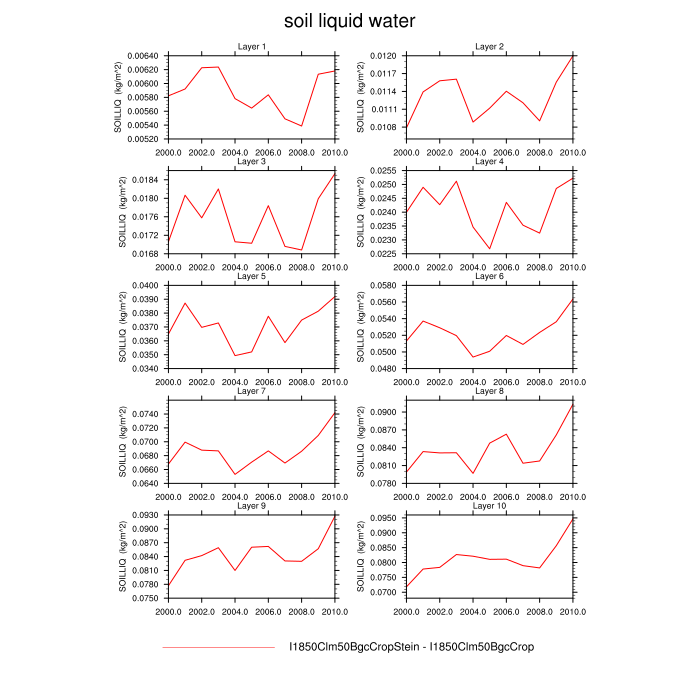 soil liquid water
Layer 1
SOILLIQ (kg/m^2)
0.00640
0.00620
0.00600
0.00580
0.00560
0.00540
0.00520
2000.0 2002.0 2004.0 2006.0 2008.0 2010.0
Layer 2
SOILLIQ (kg/m^2)
0.0120
0.0117
0.0114
0.0111
0.0108
2000.0 2002.0 2004.0 2006.0 2008.0 2010.0
Layer 3
SOILLIQ (kg/m^2)
0.0184
0.0180
0.0176
0.0172
0.0168
2000.0 2002.0 2004.0 2006.0 2008.0 2010.0
Layer 4
SOILLIQ (kg/m^2)
0.0255
0.0250
0.0245
0.0240
0.0235
0.0230
0.0225
2000.0 2002.0 2004.0 2006.0 2008.0 2010.0
Layer 5
SOILLIQ (kg/m^2)
0.0400
0.0390
0.0380
0.0370
0.0360
0.0350
0.0340
2000.0 2002.0 2004.0 2006.0 2008.0 2010.0
Layer 6
SOILLIQ (kg/m^2)
0.0580
0.0560
0.0540
0.0520
0.0500
0.0480
2000.0 2002.0 2004.0 2006.0 2008.0 2010.0
Layer 7
SOILLIQ (kg/m^2)
0.0740
0.0720
0.0700
0.0680
0.0660
0.0640
2000.0 2002.0 2004.0 2006.0 2008.0 2010.0
Layer 8
SOILLIQ (kg/m^2)
0.0900
0.0870
0.0840
0.0810
0.0780
2000.0 2002.0 2004.0 2006.0 2008.0 2010.0
Layer 9
SOILLIQ (kg/m^2)
0.0930
0.0900
0.0870
0.0840
0.0810
0.0780
0.0750
2000.0 2002.0 2004.0 2006.0 2008.0 2010.0
Layer 10
SOILLIQ (kg/m^2)
0.0950
0.0900
0.0850
0.0800
0.0750
0.0700
2000.0 2002.0 2004.0 2006.0 2008.0 2010.0
I1850Clm50BgcCropStein - I1850Clm50BgcCrop